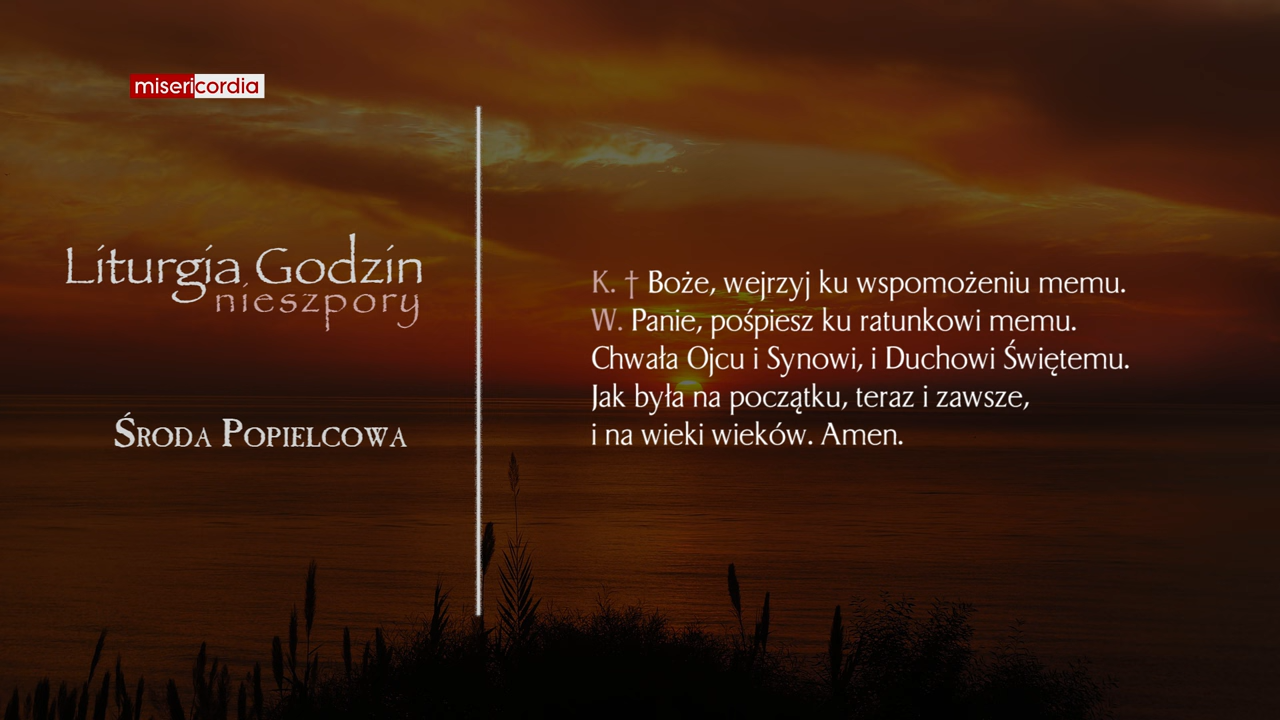 misericordia
Liturgia Godzin
nieszpory
Środa Popielcowa
K. † Boże, wejrzyj ku wspomożeniu memu.
W. Panie, pośpiesz ku ratunkowi memu.
Chwała Ojcu i Synowi, i Duchowi Świętemu.
Jak była na początku, teraz i zawsze,
i na wieki wieków. Amen.